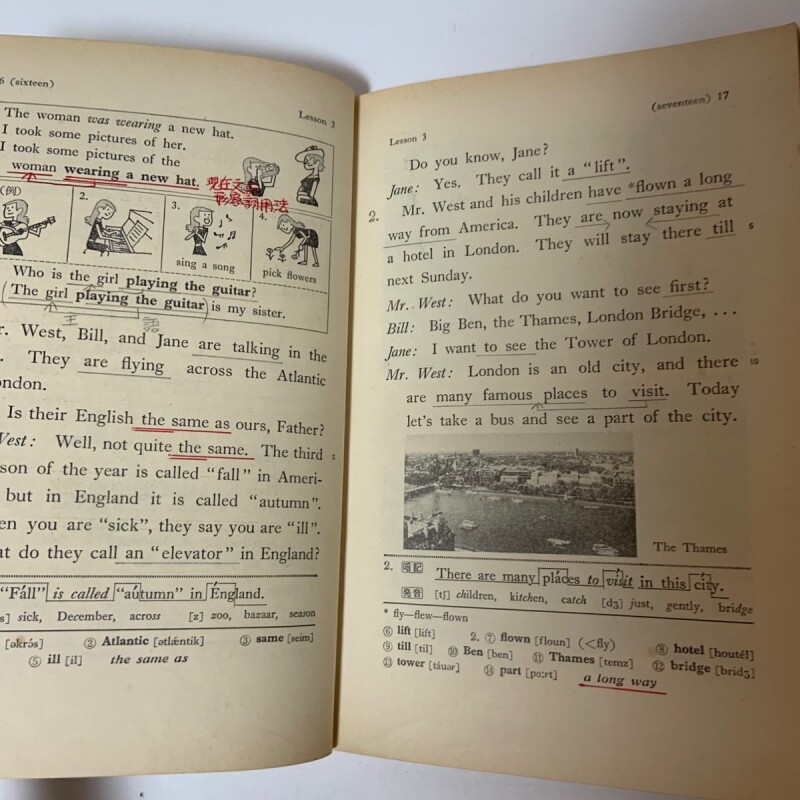 6 (sixteen)
Lesson 3
The woman was wearing a new hat.
I took some pictures of her.
I took some pictures of the
woman wearing a new hat.
現在
形容詞用法
(例)
2.
3.
4.
sing a song
pick flowers
Who is the girl playing the guitar?
(The girl playing the guitar) is my sister.
主
r. West, Bill, and Jane are talking in the
. They are flying across the Atlantic
ondon.
Is their English the same as ours, Father?
West: Well, not quite the same. The third 5
son of the year is called "fall" in Ameri-
but in England it is called "autumn".
en you are "sick", they say you are "ill".
at do they call an "elevator" in England?
"Fáll" is called "áutumn" in Éngland.
s] sick, December, across [z] zoo, bazaar, season
[əkrɔ́s] ② Atlantic [ətlǽntik] ③ same [seim]
⑤ ill [il] the same as
(seventeen) 17
Lesson 3
Do you know, Jane?
Jane: Yes. They call it a "lift".
2. Mr. West and his children have *flown a long
way from America. They are now staying at
a hotel in London. They will stay there till 5
next Sunday.
Mr. West: What do you want to see first?
Bill: Big Ben, the Thames, London Bridge, ...
Jane: I want to see the Tower of London.
Mr. West: London is an old city, and there 10
are many famous places to visit. Today
let's take a bus and see a part of the city.
The Thames
2. 暗記 There are many pláces to vísit in this cíty.
発音 [tʃ] children, kitchen, catch [dʒ] just, gently, bridge
* fly—flew—flown
⑥ lift [lift] 2. ⑦ flown [floun] (<fly) ⑧ hotel [houtél]
⑨ till [til] ⑩ Ben [ben] ⑪ Thames [temz] ⑫ bridge [bridʒ]
⑬ tower [táuər] ⑭ part [pɑːrt] a long way